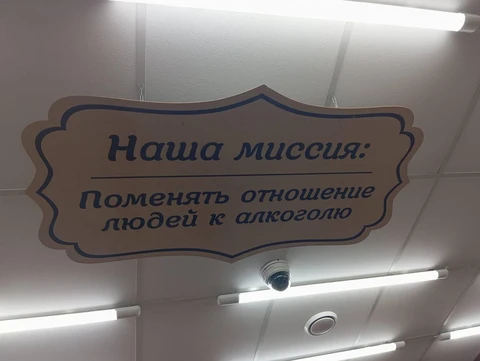 Наша миссия:
Поменять отношение
людей к алкоголю